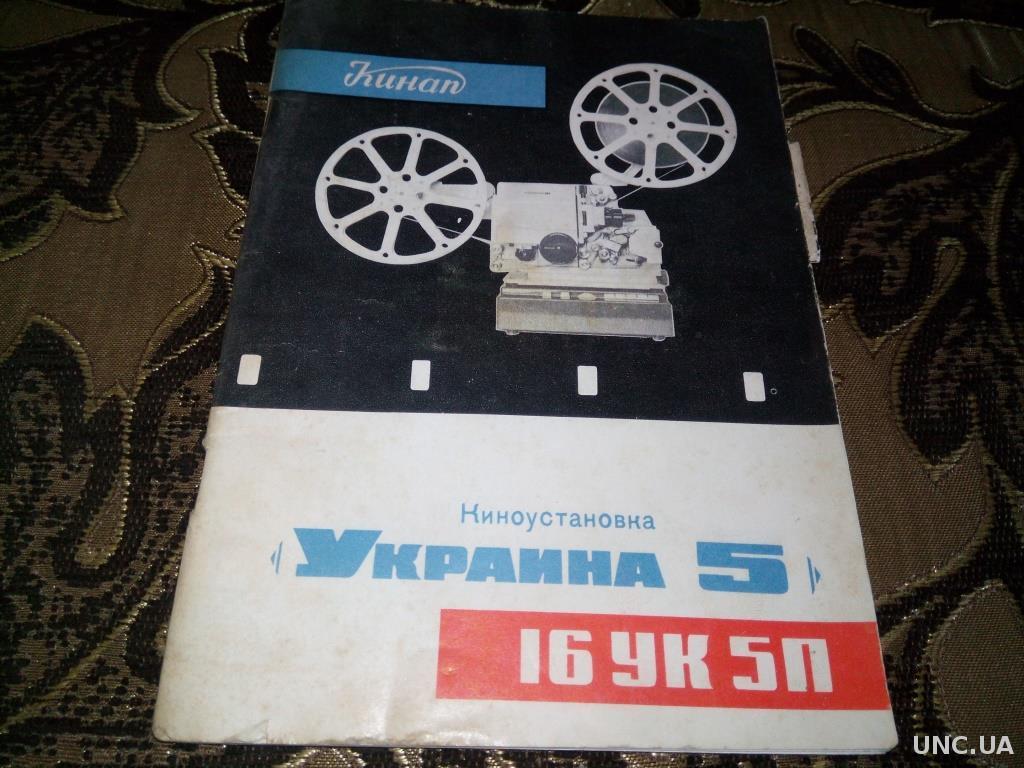 Кинап
Киноустановка
«Украина 5»
16 УК 5П
UNC.UA